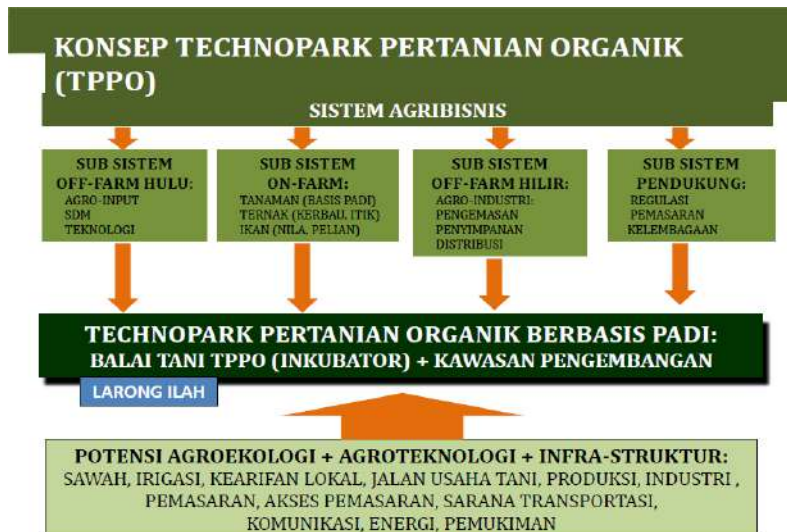 KONSEP TECHNOPARK PERTANIAN ORGANIK
(TPPO)
SISTEM AGRIBISNIS
SUB SISTEM
OFF-FARM HULU:
AGRO-INPUT
SDM
TEKNOLOGI
SUB SISTEM
ON-FARM:
TANAMAN (BASIS PADI)
TERNAK (KERBAU, ITIK)
IKAN (NILA, PELIAN)
SUB SISTEM
OFF-FARM HILIR:
AGRO-INDUSTRI:
PENGEMASAN
PENYIMPANAN
DISTRIBUSI
SUB SISTEM
PENDUKUNG:
REGULASI
PEMASARAN
KELEMBAGAAN
TECHNOPARK PERTANIAN ORGANIK BERBASIS PADI:
BALAI TANI TPPO (INKUBATOR) + KAWASAN PENGEMBANGAN
LARONG ILAH
POTENSI AGROEKOLOGI + AGROTEKNOLOGI + INFRA-STRUKTUR:
SAWAH, IRIGASI, KEARIFAN LOKAL, JALAN USAHA TANI, PRODUKSI, INDUSTRI ,
PEMASARAN, AKSES PEMASARAN, SARANA TRANSPORTASI,
KOMUNIKASI, ENERGI, PEMUKIMAN